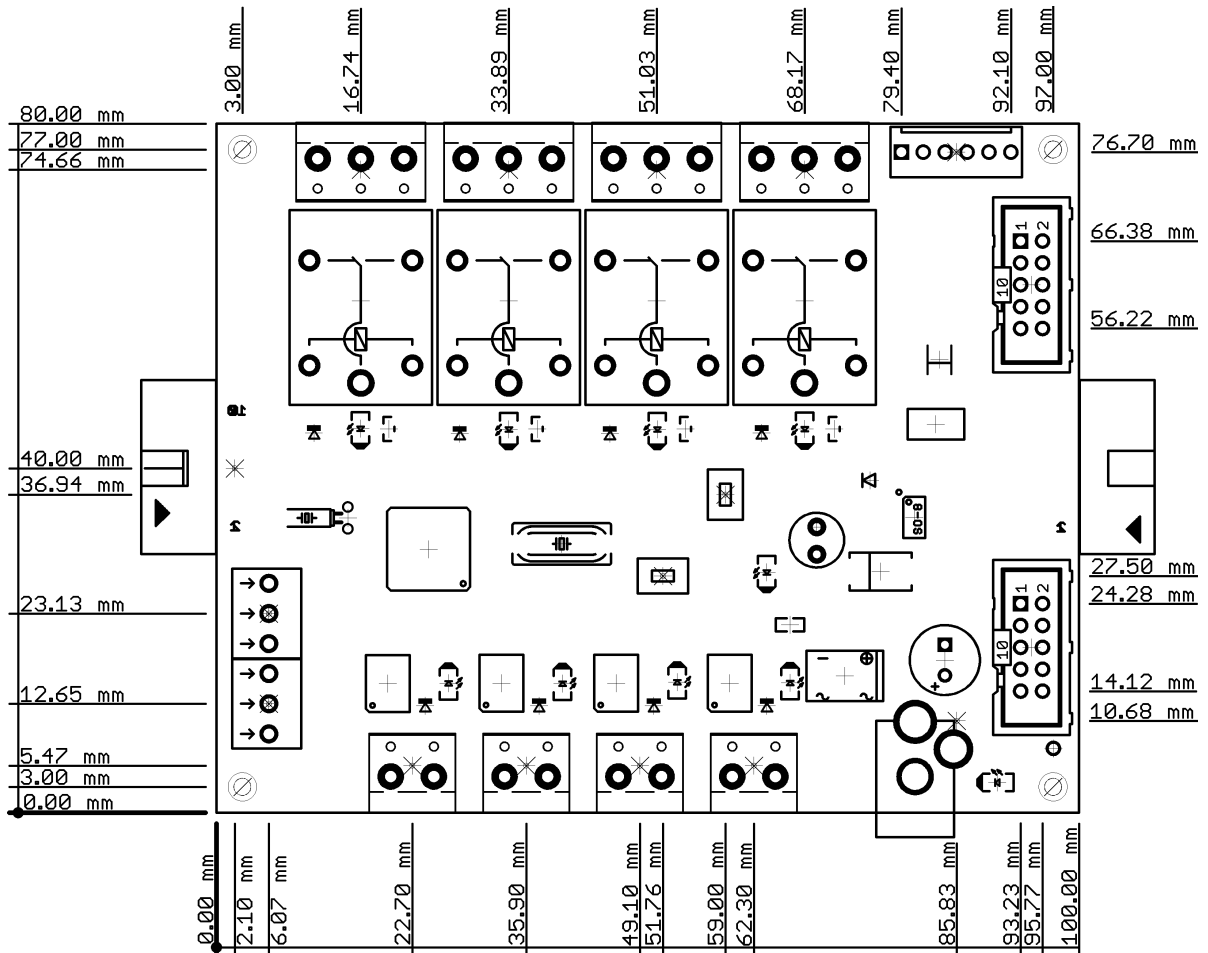 3.00 mm
16.74 mm
33.89 mm
51.03 mm
68.17 mm
79.40 mm
92.10 mm
97.00 mm
80.00 mm
77.00 mm
74.66 mm
76.70 mm
1 2
66.38 mm
10
56.22 mm
10
40.00 mm
36.94 mm
2
SO-8
2
27.50 mm
1 2
24.28 mm
23.13 mm
10
14.12 mm
12.65 mm
10.68 mm
5.47 mm
3.00 mm
0.00 mm
0.00 mm
2.10 mm
6.07 mm
22.70 mm
35.90 mm
49.10 mm
51.76 mm
59.00 mm
62.30 mm
85.83 mm
93.23 mm
95.77 mm
100.00 mm